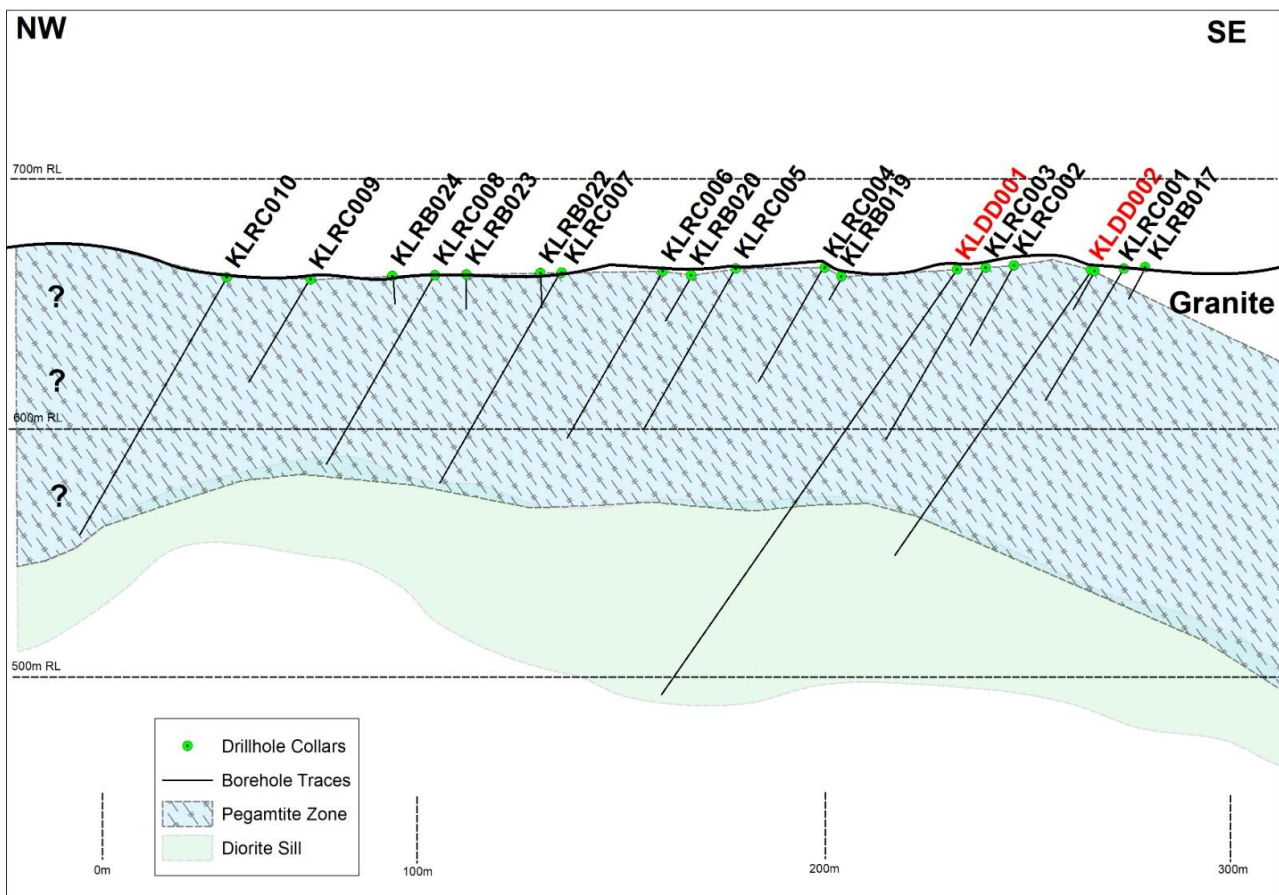 NW
SE
700m RL
KLRC010
KLRC009
KLRB024
KLRC008
KLRB023
KLRB022
KLRC007
KLRC006
KLRB020
KLRC005
KLRC004
KLRB019
KLDD001
KLRC003
KLRC002
KLDD002
KLRC001
KLRB017
?
Granite
?
600m RL
?
500m RL
Drillhole Collars
Borehole Traces
Pegamtite Zone
Diorite Sill
0m
100m
200m
300m